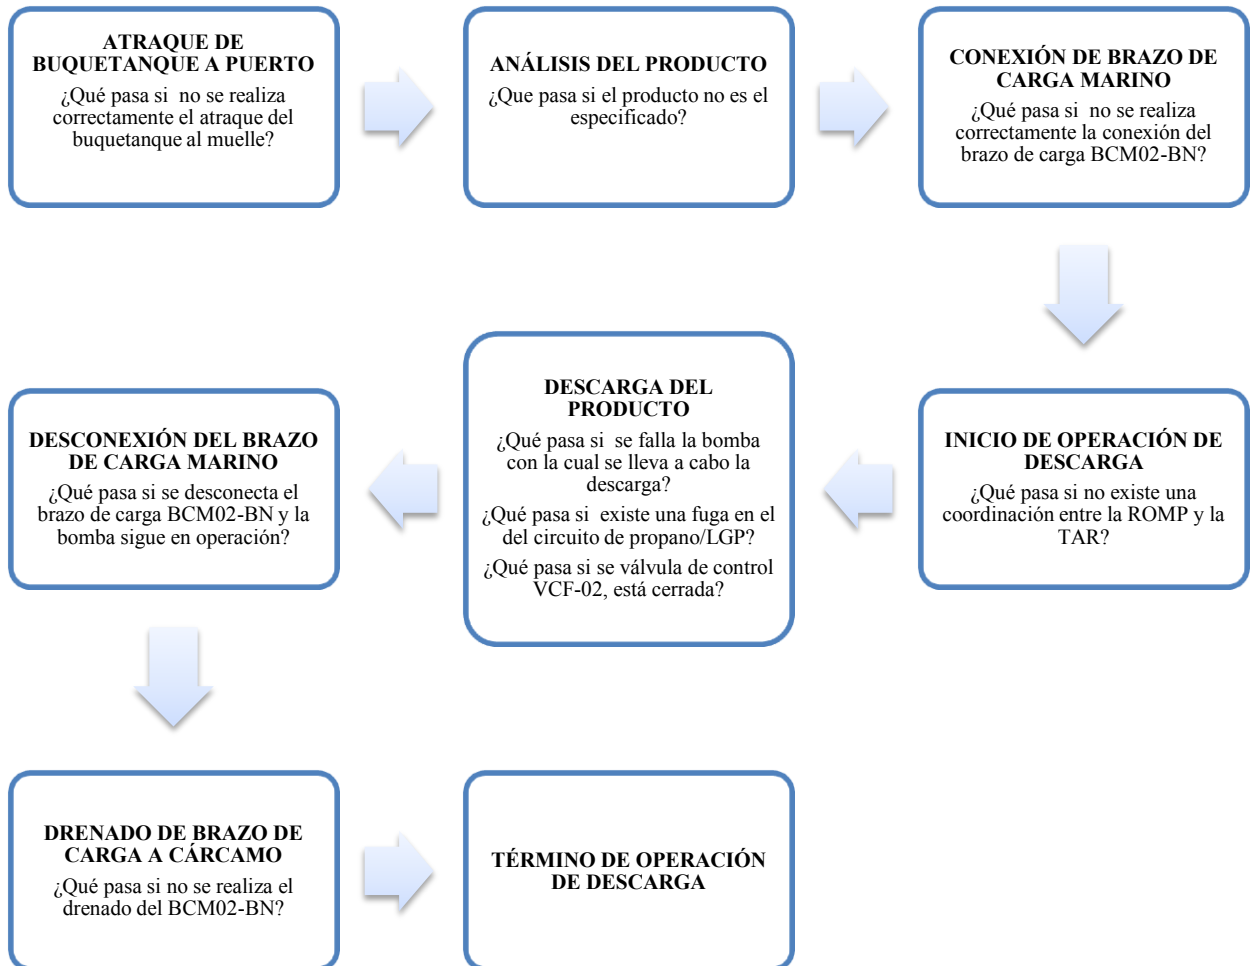 ATRAQUE DE
BUQUETANQUE A PUERTO
¿Qué pasa si no se realiza
correctamente el atraque del
buquetanque al muelle?
ANÁLISIS DEL PRODUCTO
¿Que pasa si el producto no es el
especificado?
CONEXIÓN DE BRAZO DE
CARGA MARINO
¿Qué pasa si no se realiza
correctamente la conexión del
brazo de carga BCM02-BN?
INICIO DE OPERACIÓN DE
DESCARGA
¿Qué pasa si no existe una
coordinación entre la ROMP y la
TAR?
DESCARGA DEL
PRODUCTO
¿Qué pasa si se falla la bomba
con la cual se lleva a cabo la
descarga?
¿Qué pasa si existe una fuga en el
del circuito de propano/LGP?
¿Qué pasa si se válvula de control
VCF-02, está cerrada?
DESCONEXIÓN DEL BRAZO
DE CARGA MARINO
¿Qué pasa si se desconecta el
brazo de carga BCM02-BN y la
bomba sigue en operación?
DRENADO DE BRAZO DE
CARGA A CÁRCAMO
¿Qué pasa si no se realiza el
drenado del BCM02-BN?
TÉRMINO DE OPERACIÓN
DE DESCARGA